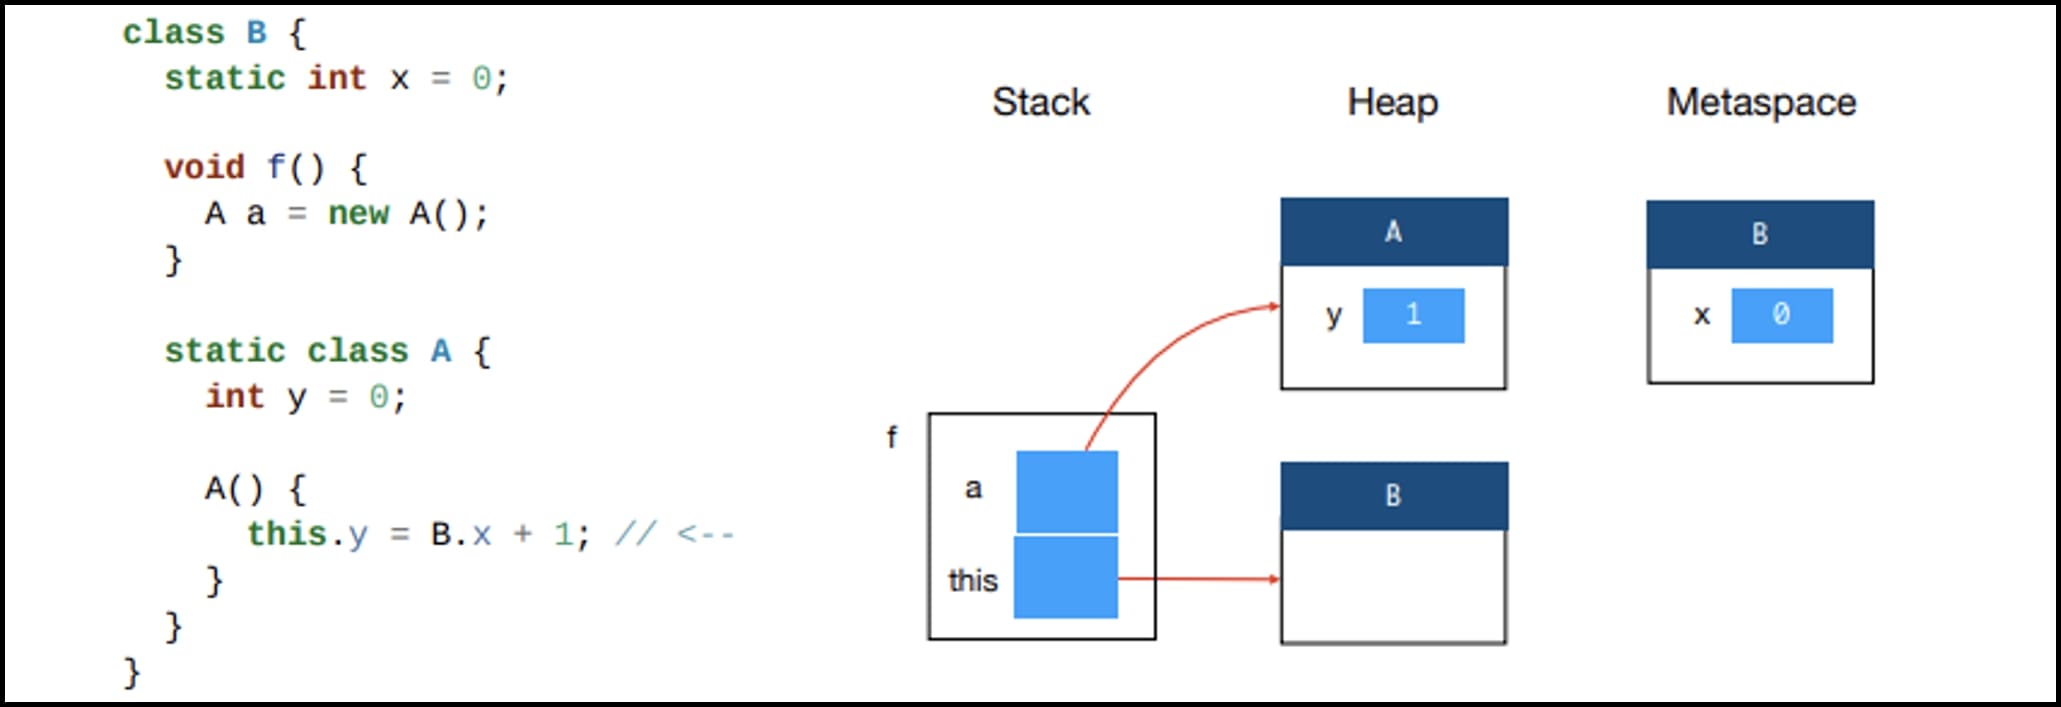 class B {
static int x = 0;
void f() {
A a = new A();
}
static class A {
int y = 0;
A() {
this.y = B.x + 1; // <--
}
}
}
Stack Heap Metaspace
A
y 1
B
x 0
f
a
this
B